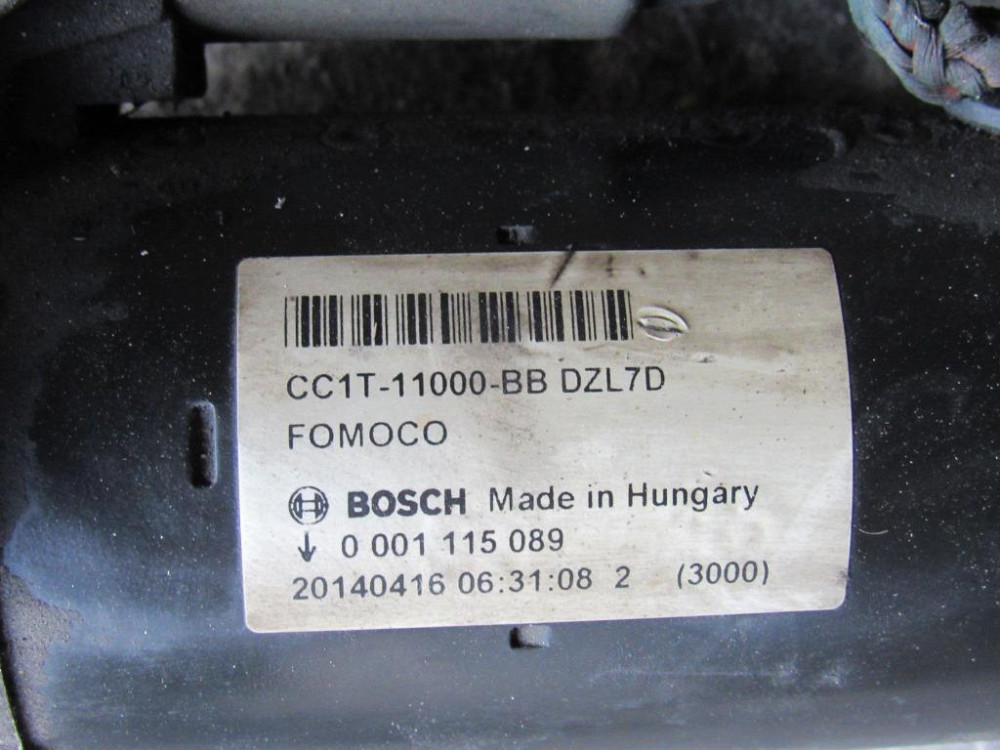 CC1T-11000-BB DZL7D
FOMOCO
BOSCH Made in Hungary
↓ 0 001 115 089
20140416 06:31:08 2 (3000)